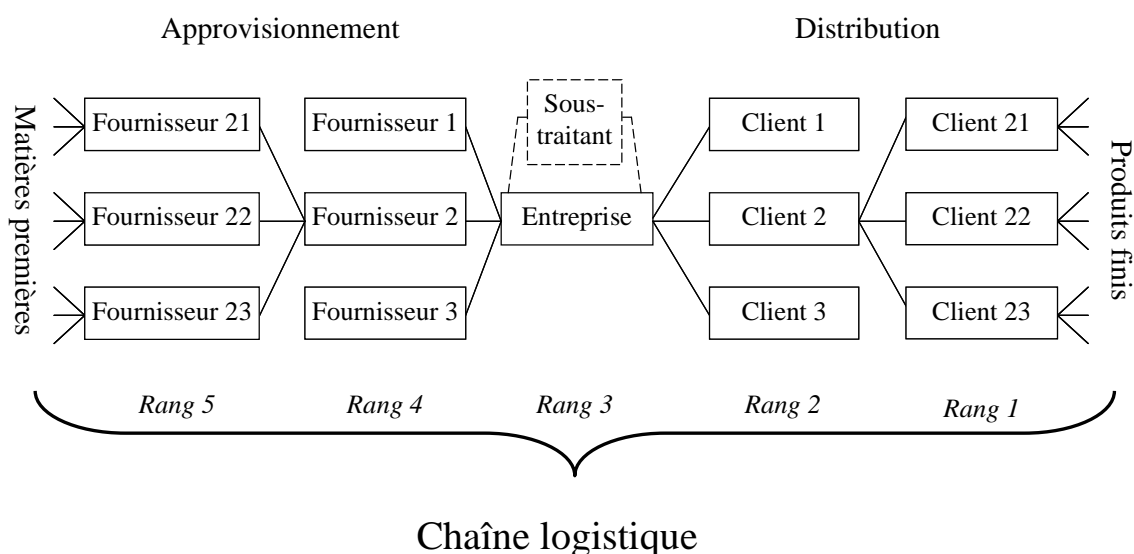 Approvisionnement
Distribution
Matières premières
Fournisseur 21
Fournisseur 1
Sous-
traitant
Client 1
Client 21
Fournisseur 22
Fournisseur 2
Entreprise
Client 2
Client 22
Fournisseur 23
Fournisseur 3
Client 3
Client 23
Produits finis
Rang 5
Rang 4
Rang 3
Rang 2
Rang 1
Chaîne logistique